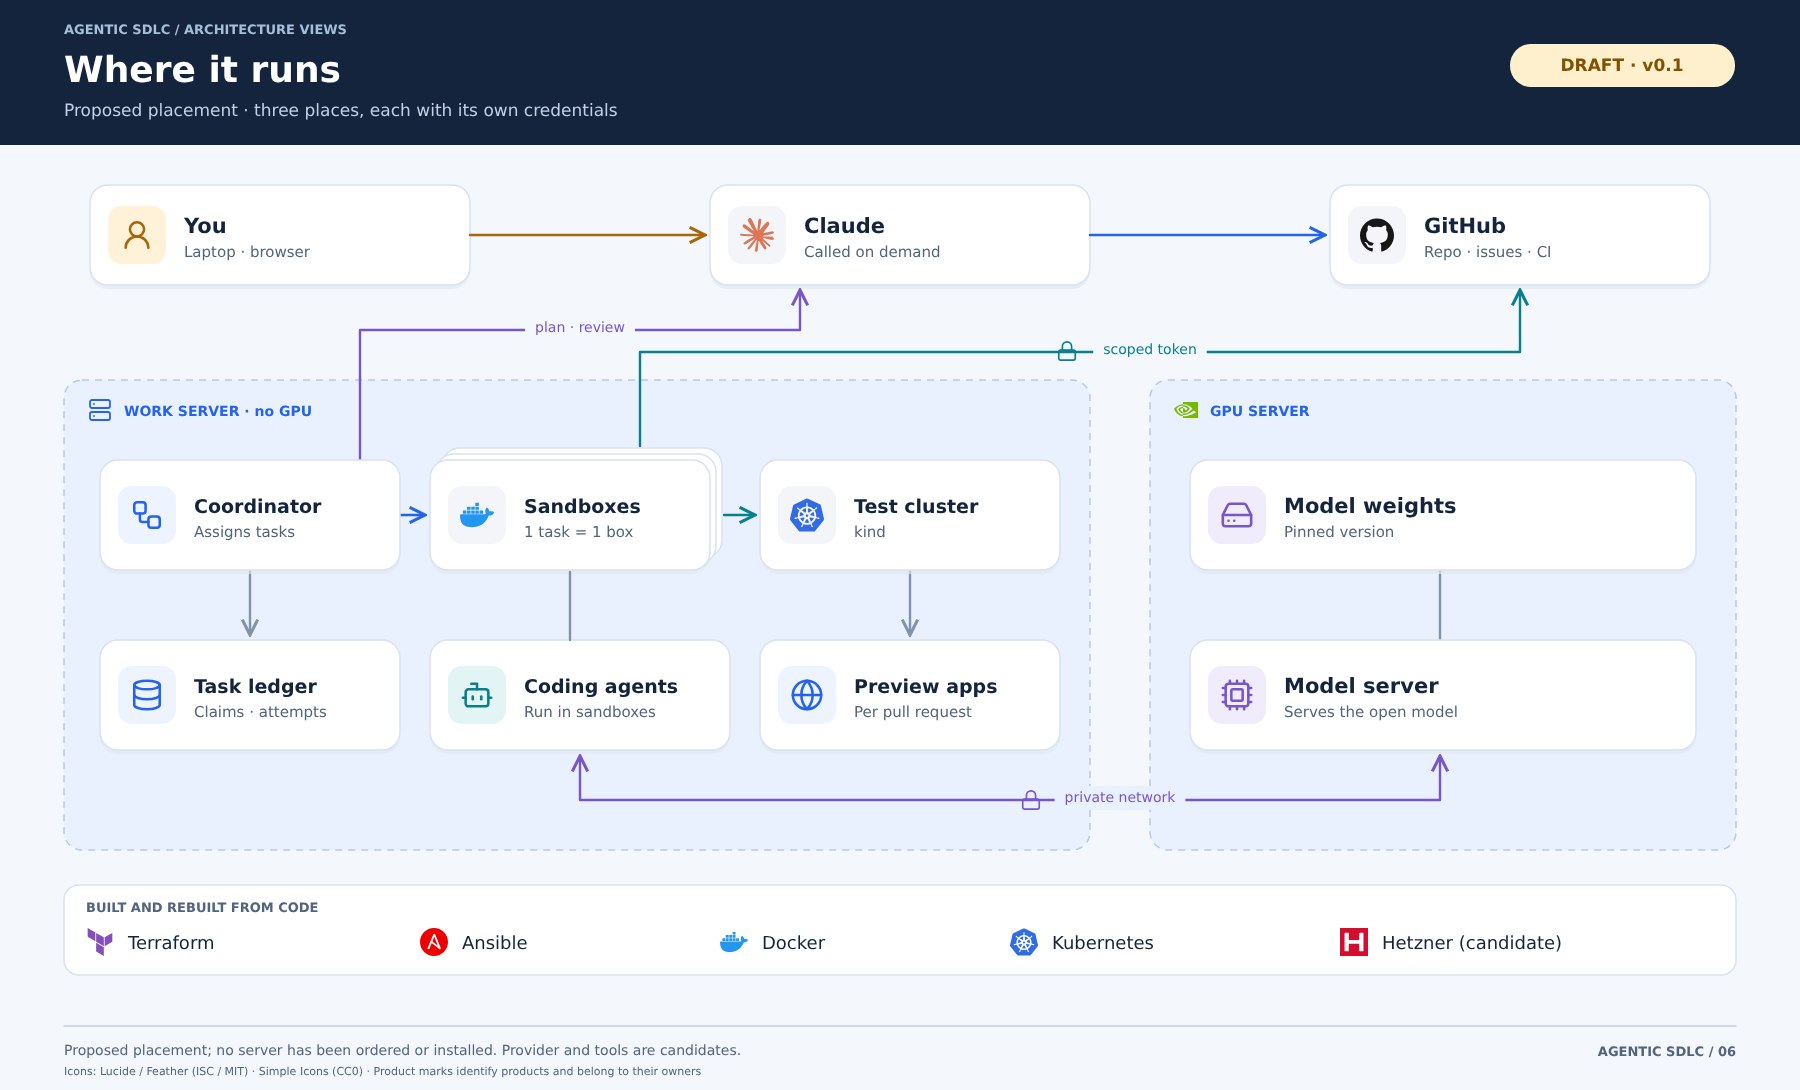 AGENTIC SDLC / ARCHITECTURE VIEWS
Where it runs
Proposed placement · three places, each with its own credentials
DRAFT · v0.1
You
Laptop · browser
Claude
Called on demand
GitHub
Repo · issues · CI
plan · review
scoped token
WORK SERVER · no GPU
GPU SERVER
Coordinator
Assigns tasks
Sandboxes
1 task = 1 box
Test cluster
kind
Model weights
Pinned version
Task ledger
Claims · attempts
Coding agents
Run in sandboxes
Preview apps
Per pull request
Model server
Serves the open model
private network
BUILT AND REBUILT FROM CODE
Terraform
Ansible
Docker
Kubernetes
Hetzner (candidate)
Proposed placement; no server has been ordered or installed. Provider and tools are candidates.
AGENTIC SDLC / 06
Icons: Lucide / Feather (ISC / MIT) · Simple Icons (CC0) · Product marks identify products and belong to their owners